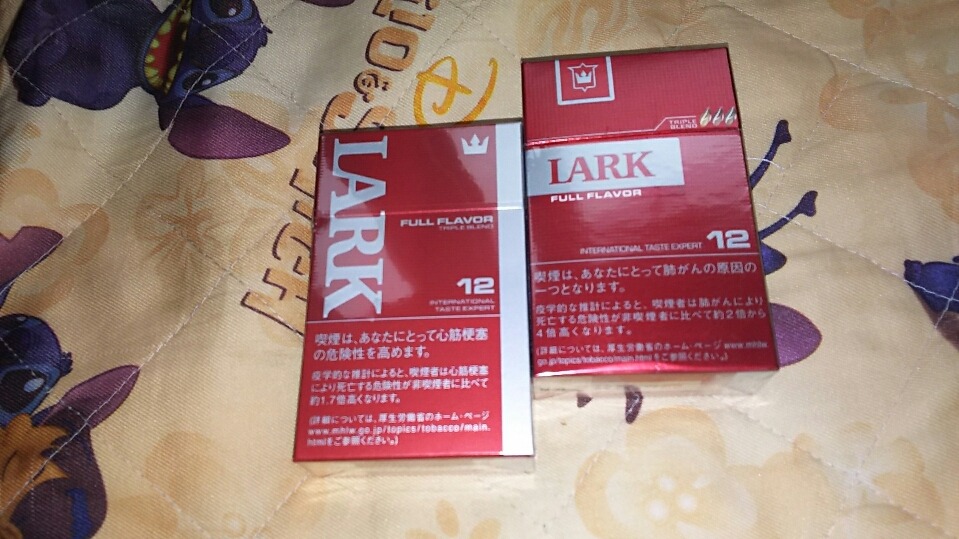 LARK
FULL FLAVOR
TRIPLE BLEND
12
INTERNATIONAL
TASTE EXPERT
喫煙は、あなたにとって心筋梗塞
の危険性を高めます。
疫学的な推計によると、喫煙者は心筋梗塞
により死亡する危険性が非喫煙者に比べて
約1.7倍高くなります。
(詳細については、厚生労働省のホーム・ページ
www.mhlw.go.jp/topics/tobacco/main.
htmlをご参照ください。)
TRIPLE
BLEND
LARK
FULL FLAVOR
INTERNATIONAL TASTE EXPERT 12
喫煙は、あなたにとって肺がんの原因の
一つとなります。
疫学的な推計によると、喫煙者は肺がんにより
死亡する危険性が非喫煙者に比べて約2倍から
4倍高くなります。
(詳細については、厚生労働省のホーム・ページ www.mhlw.
go.jp/topics/tobacco/main.htmlをご参照ください。)